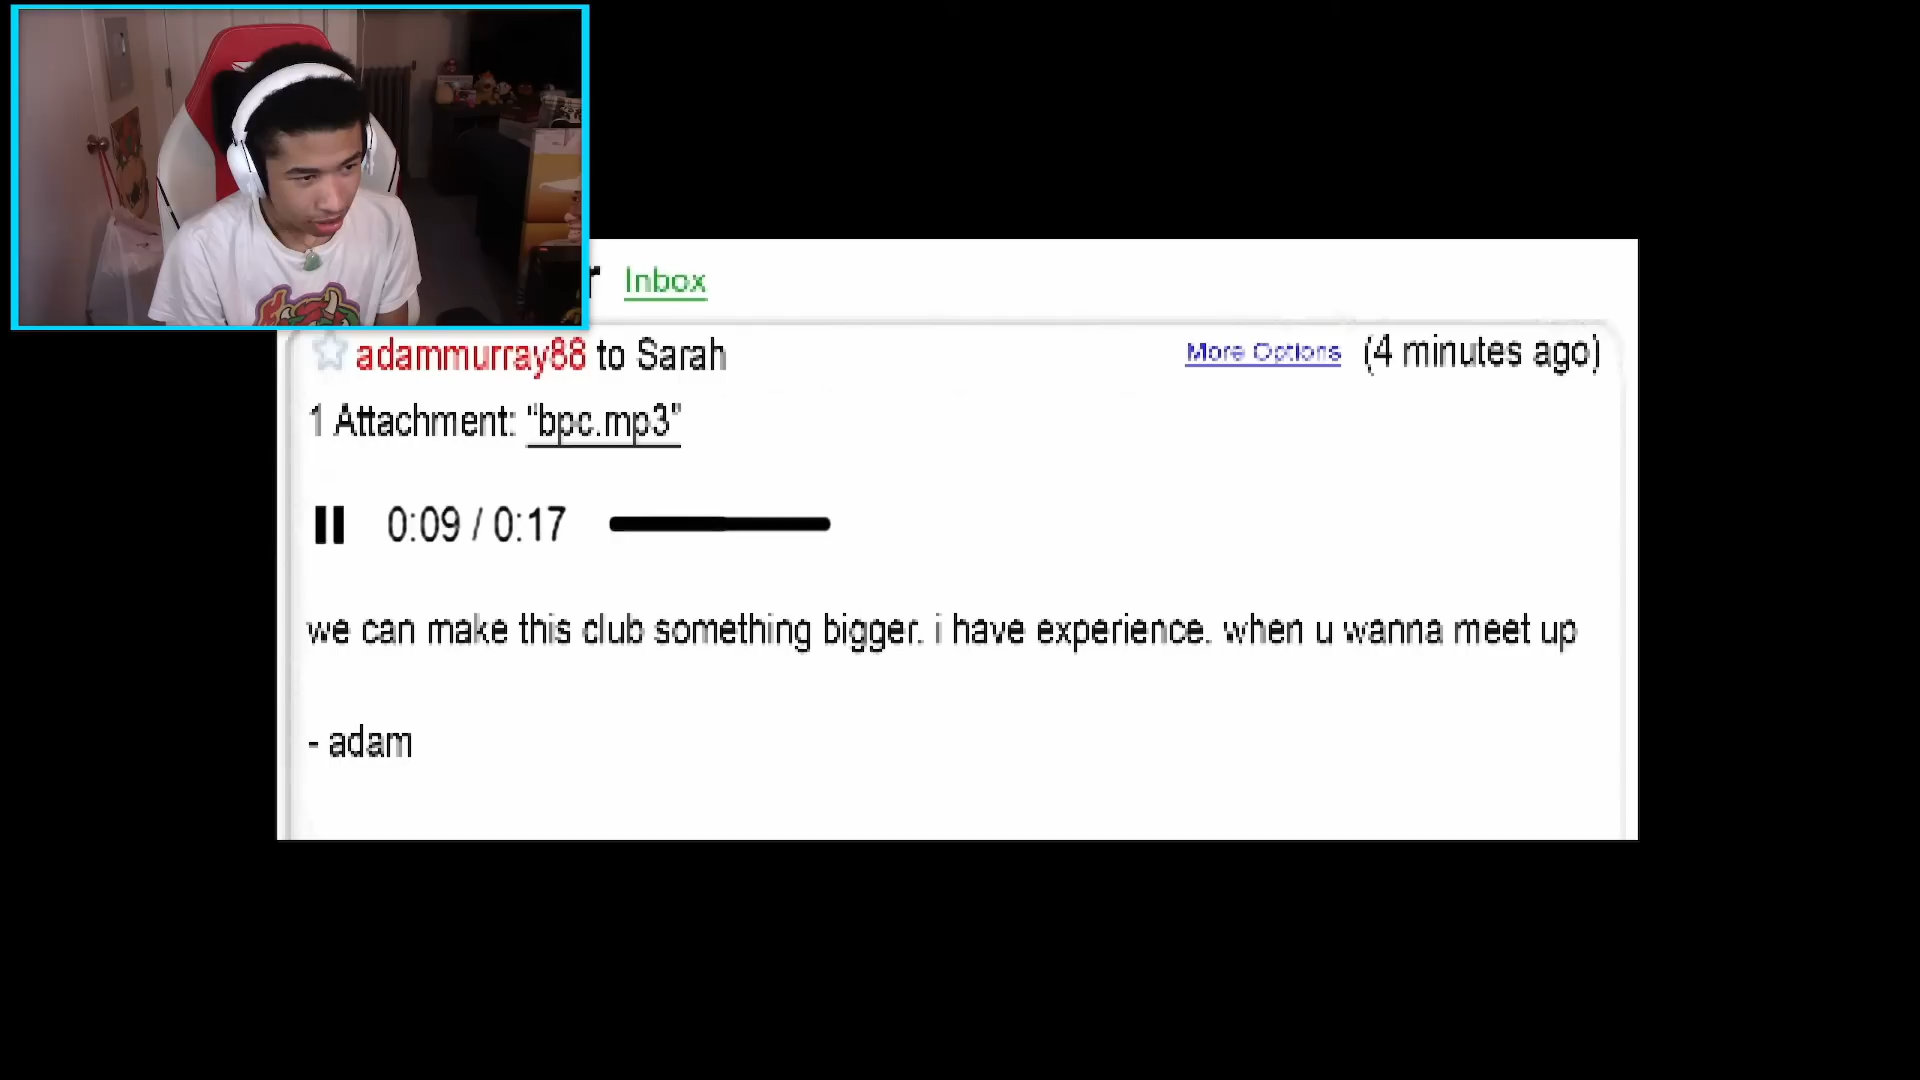 Inbox
adammurray88 to Sarah More Options (4 minutes ago)
1 Attachment: "bpc.mp3"
0:09 / 0:17
we can make this club something bigger. i have experience. when u wanna meet up
- adam